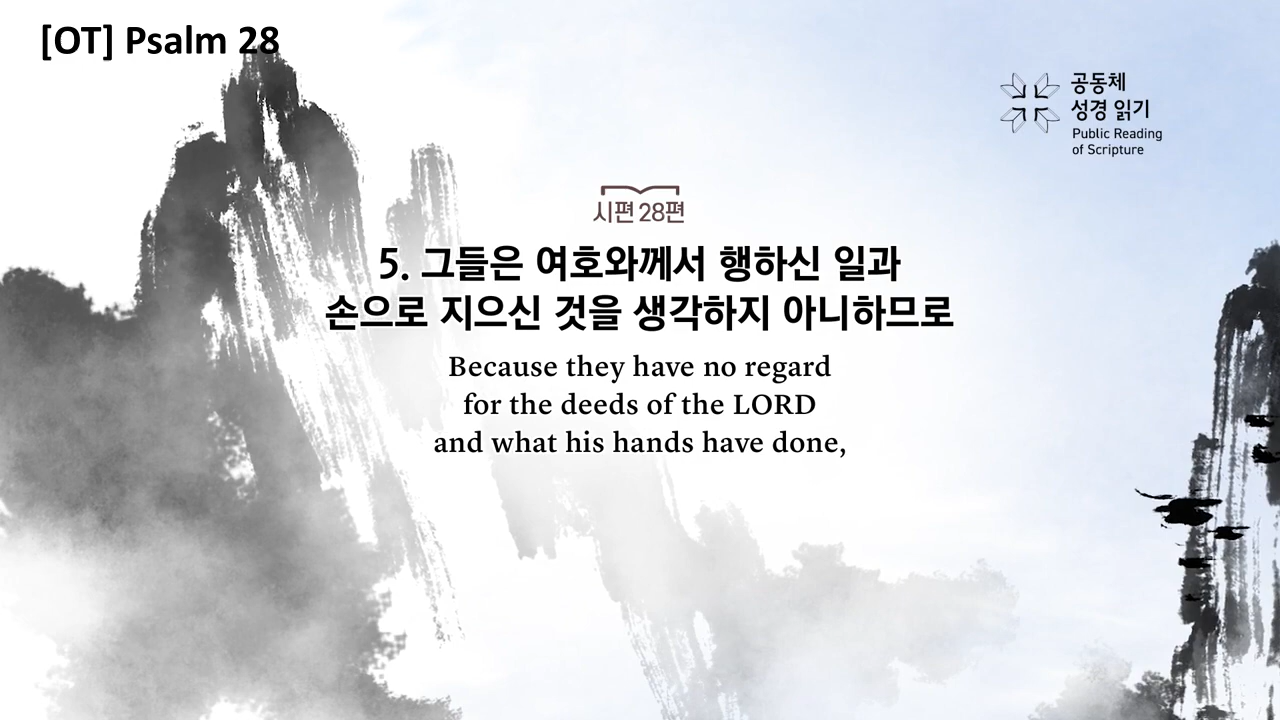 [OT] Psalm 28
공동체
성경 읽기
Public Reading
of Scripture
시편 28편
5. 그들은 여호와께서 행하신 일과
손으로 지으신 것을 생각하지 아니하므로
Because they have no regard
for the deeds of the LORD
and what his hands have done,